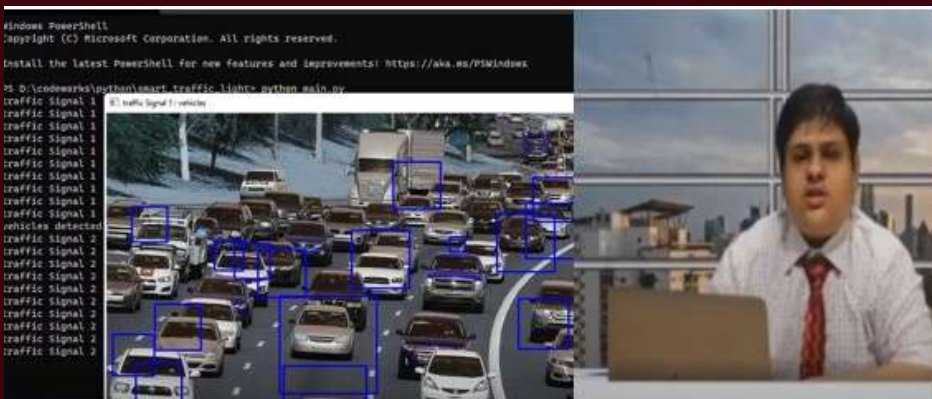 Windows PowerShell
Copyright (C) Microsoft Corporation. All rights reserved.
Install the latest PowerShell for new features and improvements! https://aka.ms/PSWindows
PS D:\codeworks\python\smart_traffic_light> python main.py
traffic Signal 1
traffic Signal 1 : vehicles
traffic Signal 1
traffic Signal 1
traffic Signal 1
traffic Signal 1
traffic Signal 1
traffic Signal 1
traffic Signal 1
traffic Signal 1
traffic Signal 1
vehicles detected
traffic Signal 2
traffic Signal 2
traffic Signal 2
traffic Signal 2
traffic Signal 2
traffic Signal 2
traffic Signal 2
traffic Signal 2
traffic Signal 2
traffic Signal 2